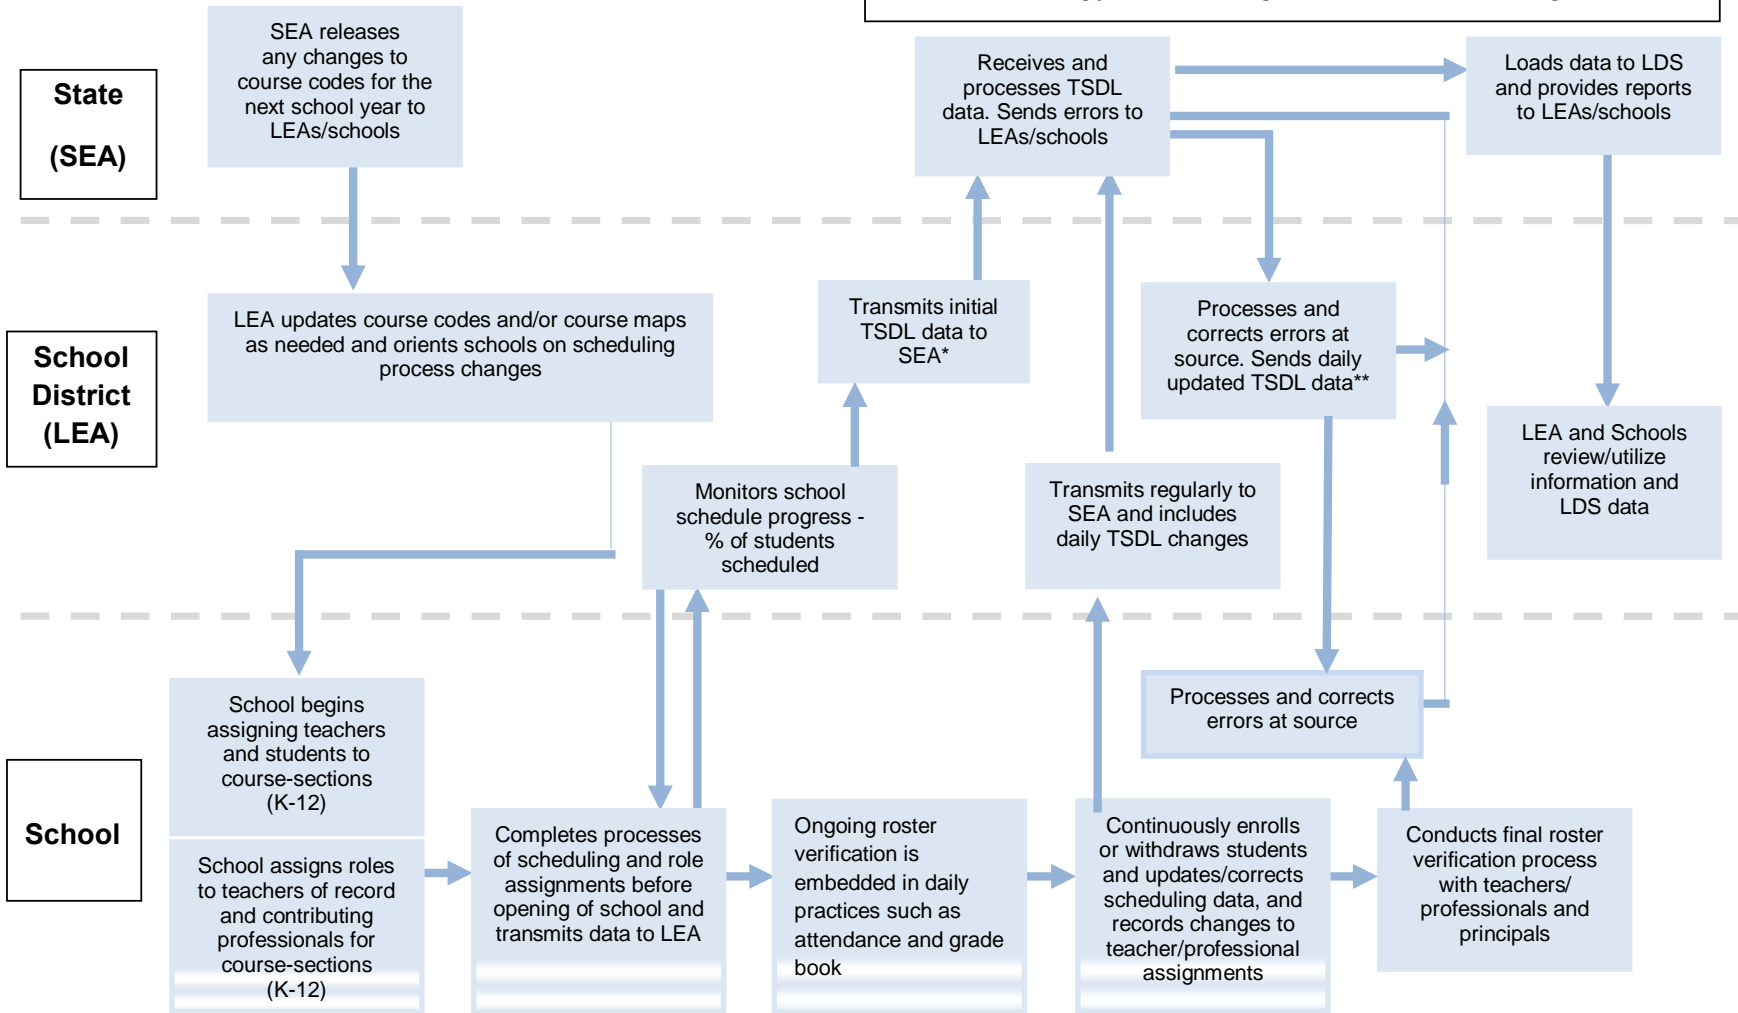 SEA releases
any changes to
course codes for the
next school year to
LEAs/schools
Receives and
processes TSDL
data. Sends errors to
LEAs/schools
Loads data to LDS
and provides reports
to LEAs/schools
State
(SEA)
LEA updates course codes and/or course maps
as needed and orients schools on scheduling
process changes
Transmits initial
TSDL data to
SEA*
Processes and
corrects errors at
source. Sends daily
updated TSDL data**
School
District
(LEA)
Monitors school
schedule progress -
% of students
scheduled
Transmits regularly to
SEA and includes
daily TSDL changes
LEA and Schools
review/utilize
information and
LDS data
School begins
assigning teachers
and students to
course-sections
(K-12)
Processes and corrects
errors at source
School
School assigns roles
to teachers of record
and contributing
professionals for
course-sections
(K-12)
Completes processes
of scheduling and role
assignments before
opening of school and
transmits data to LEA
Ongoing roster
verification is
embedded in daily
practices such as
attendance and grade
book
Continuously enrolls
or withdraws students
and updates/corrects
scheduling data, and
records changes to
teacher/professional
assignments
Conducts final roster
verification process
with teachers/
professionals and
principals